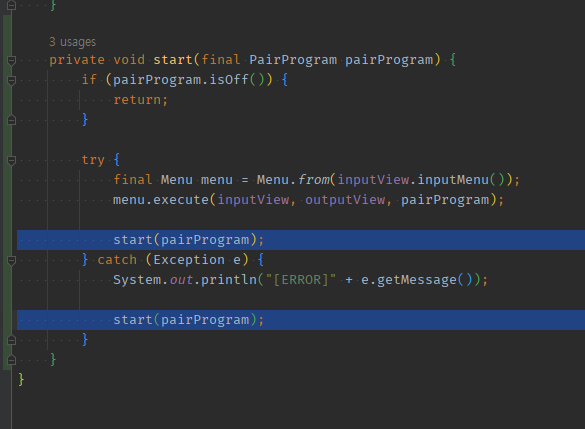 }
3 usages
private void start(final PairProgram pairProgram) {
if (pairProgram.isOff()) {
return;
}
try {
final Menu menu = Menu.from(inputView.inputMenu());
menu.execute(inputView, outputView, pairProgram);
start(pairProgram);
} catch (Exception e) {
System.out.println("[ERROR]" + e.getMessage());
start(pairProgram);
}
}
}